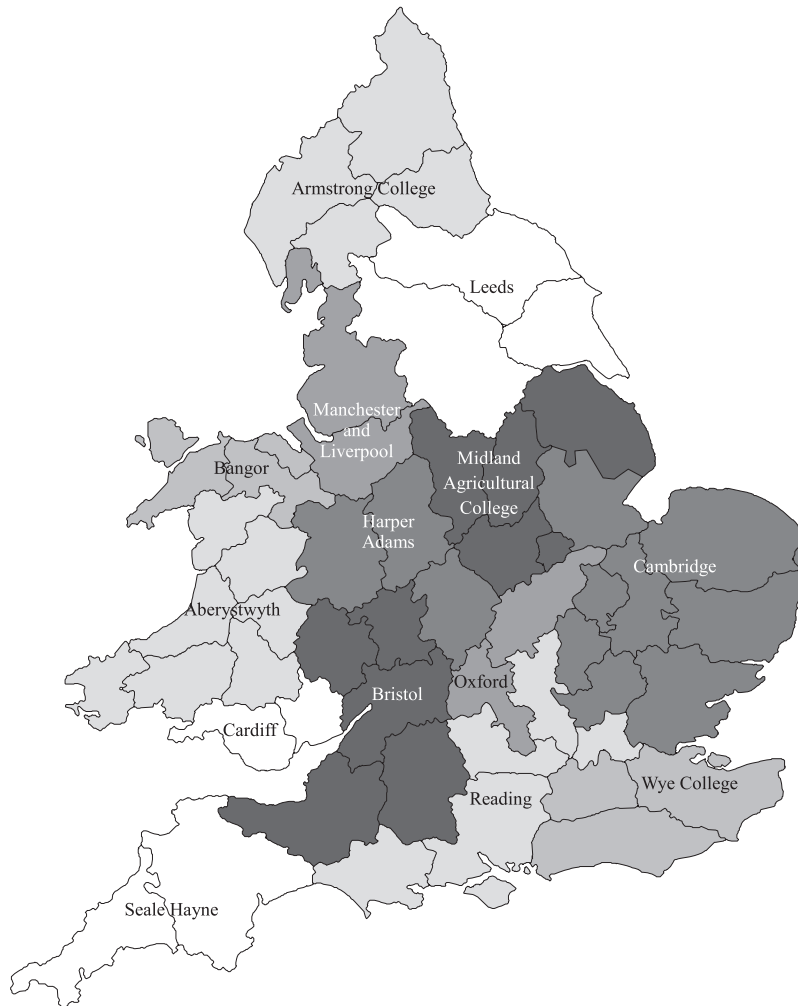 Armstrong College
Leeds
Manchester
and
Liverpool
Midland
Agricultural
College
Bangor
Harper
Adams
Cambridge
Aberystwyth
Oxford
Bristol
Cardiff
Wye College
Reading
Seale Hayne